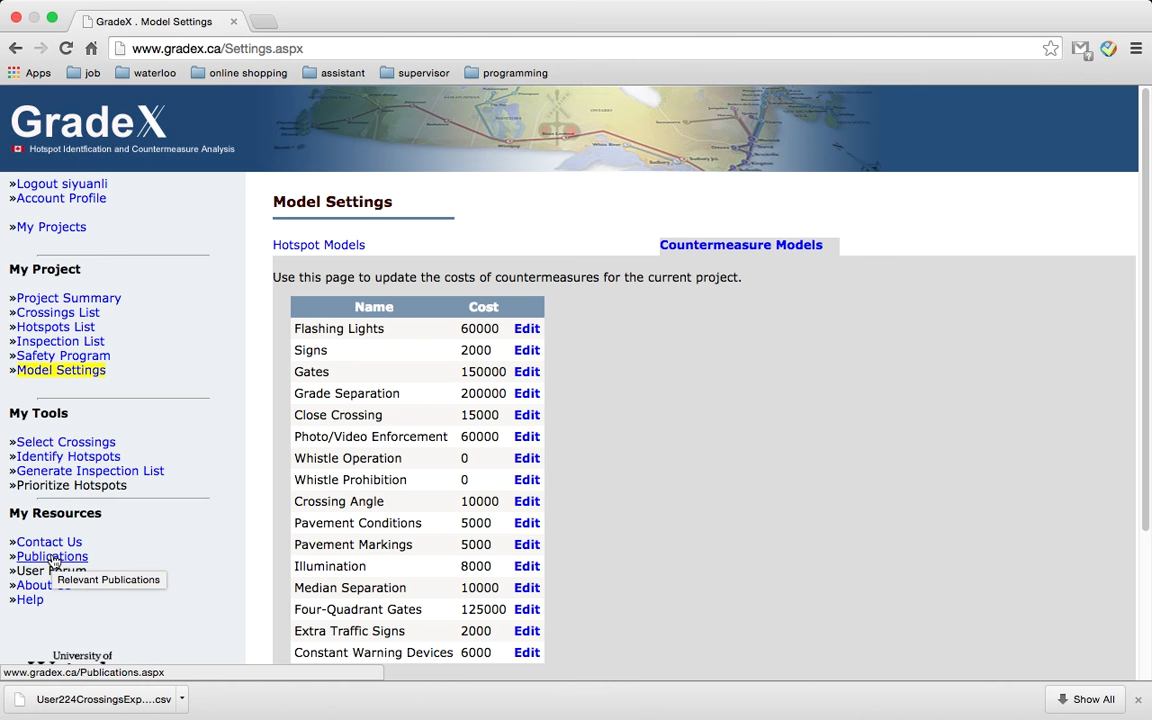 GradeX . Model Settings
www.gradex.ca/Settings.aspx
Apps job waterloo online shopping assistant supervisor programming
GradeX
Hotspot Identfication and Countermeasure Analysis
»Logout siyuanli
»Account Profile
»My Projects
My Project
»Project Summary
»Crossings List
»Hotspots List
»Inspection List
»Safety Program
»Model Settings
My Tools
»Select Crossings
»Identify Hotspots
»Generate Inspection List
»Prioritize Hotspots
My Resources
»Contact Us
»Publications
»User Forum
Relevant Publications
»About
»Help
University of
www.gradex.ca/Publications.aspx
Model Settings
Hotspot Models Countermeasure Models
Use this page to update the costs of countermeasures for the current project.
Name Cost
Flashing Lights 60000 Edit
Signs 2000 Edit
Gates 150000 Edit
Grade Separation 200000 Edit
Close Crossing 15000 Edit
Photo/Video Enforcement 60000 Edit
Whistle Operation 0 Edit
Whistle Prohibition 0 Edit
Crossing Angle 10000 Edit
Pavement Conditions 5000 Edit
Pavement Markings 5000 Edit
Illumination 8000 Edit
Median Separation 10000 Edit
Four-Quadrant Gates 125000 Edit
Extra Traffic Signs 2000 Edit
Constant Warning Devices 6000 Edit
User224CrossingsExp....csv
Show All